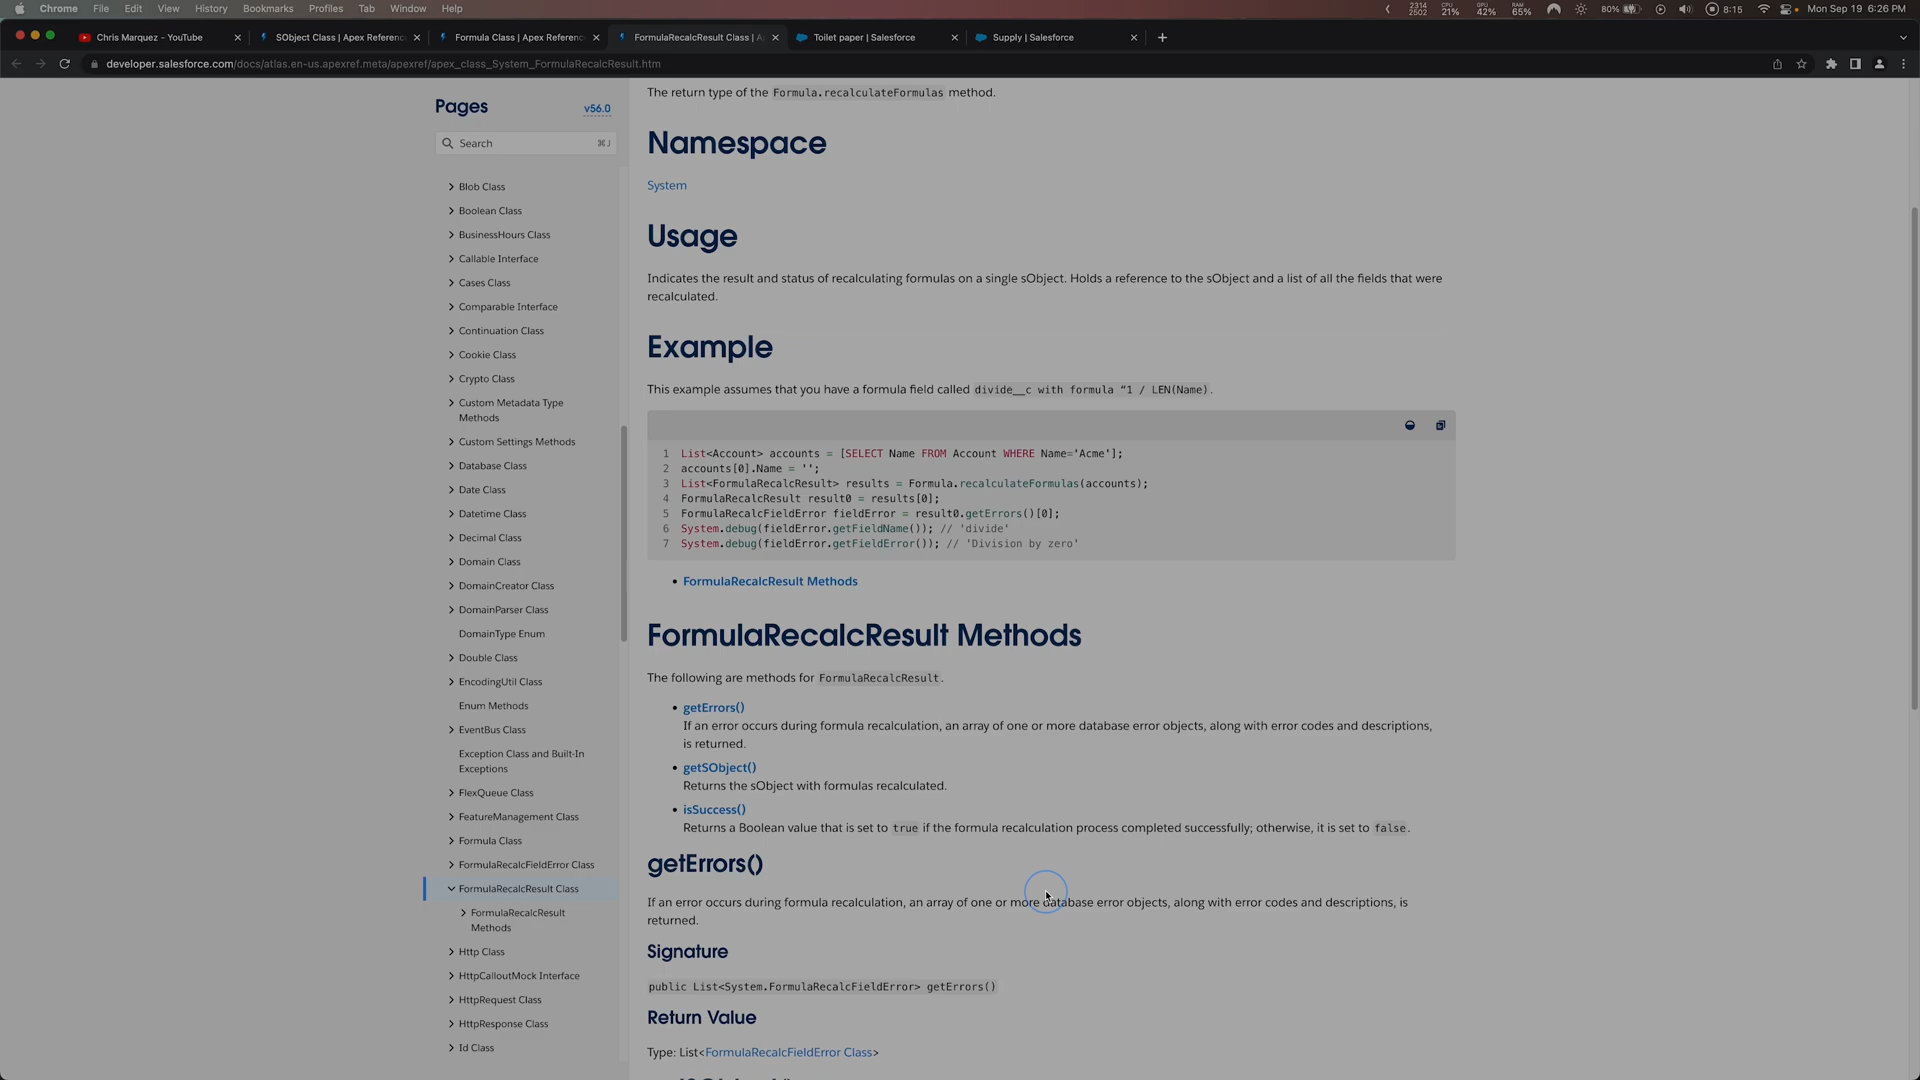 Chrome File Edit View History Bookmarks Profiles Tab Window Help
2314 2502 CPU 21% GPU 42% RAM 65% 80% 8:15 Mon Sep 19 6:26 PM
Chris Marquez - YouTube SObject Class | Apex Referenc Formula Class | Apex Referenc FormulaRecalcResult Class | A Toilet paper | Salesforce Supply | Salesforce
developer.salesforce.com/docs/atlas.en-us.apexref.meta/apexref/apex_class_System_FormulaRecalcResult.htm
Pages v56.0
Search ⌘J
Blob Class
Boolean Class
BusinessHours Class
Callable Interface
Cases Class
Comparable Interface
Continuation Class
Cookie Class
Crypto Class
Custom Metadata Type
Methods
Custom Settings Methods
Database Class
Date Class
Datetime Class
Decimal Class
Domain Class
DomainCreator Class
DomainParser Class
DomainType Enum
Double Class
EncodingUtil Class
Enum Methods
EventBus Class
Exception Class and Built-In
Exceptions
FlexQueue Class
FeatureManagement Class
Formula Class
FormulaRecalcFieldError Class
FormulaRecalcResult Class
FormulaRecalcResult
Methods
Http Class
HttpCalloutMock Interface
HttpRequest Class
HttpResponse Class
Id Class
The return type of the Formula.recalculateFormulas method.
Namespace
System
Usage
Indicates the result and status of recalculating formulas on a single sObject. Holds a reference to the sObject and a list of all the fields that were
recalculated.
Example
This example assumes that you have a formula field called divide__c with formula “1 / LEN(Name).
1 List<Account> accounts = [SELECT Name FROM Account WHERE Name='Acme'];
2 accounts[0].Name = '';
3 List<FormulaRecalcResult> results = Formula.recalculateFormulas(accounts);
4 FormulaRecalcResult result0 = results[0];
5 FormulaRecalcFieldError fieldError = result0.getErrors()[0];
6 System.debug(fieldError.getFieldName()); // 'divide'
7 System.debug(fieldError.getFieldError()); // 'Division by zero'
• FormulaRecalcResult Methods
FormulaRecalcResult Methods
The following are methods for FormulaRecalcResult.
• getErrors()
If an error occurs during formula recalculation, an array of one or more database error objects, along with error codes and descriptions,
is returned.
• getSObject()
Returns the sObject with formulas recalculated.
• isSuccess()
Returns a Boolean value that is set to true if the formula recalculation process completed successfully; otherwise, it is set to false.
getErrors()
If an error occurs during formula recalculation, an array of one or more database error objects, along with error codes and descriptions, is
returned.
Signature
public List<System.FormulaRecalcFieldError> getErrors()
Return Value
Type: List<FormulaRecalcFieldError Class>